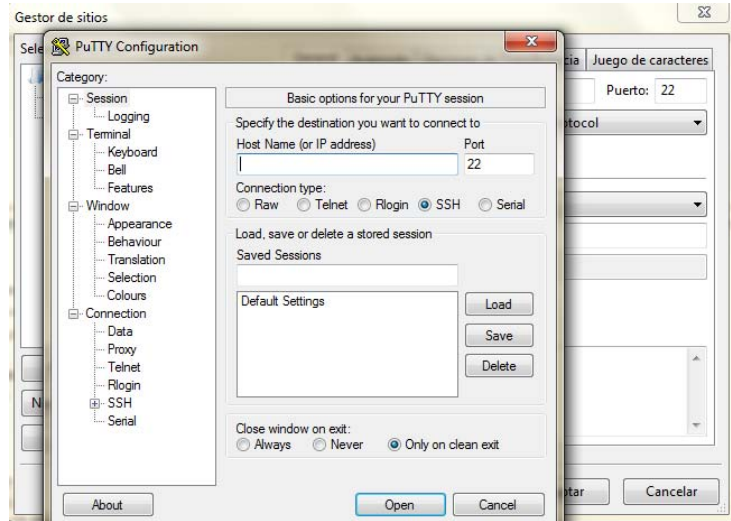 Gestor de sitios
PuTTY Configuration
Juego de caracteres
Puerto: 22
Category:
Session
Logging
Terminal
Keyboard
Bell
Features
Window
Appearance
Behaviour
Translation
Selection
Colours
Connection
Data
Proxy
Telnet
Rlogin
SSH
Serial
Basic options for your PuTTY session
Specify the destination you want to connect to
Host Name (or IP address) Port
22
Connection type:
Raw Telnet Rlogin SSH Serial
Load, save or delete a stored session
Saved Sessions
Default Settings
Load
Save
Delete
Close window on exit:
Always Never Only on clean exit
About Open Cancel
Cancelar